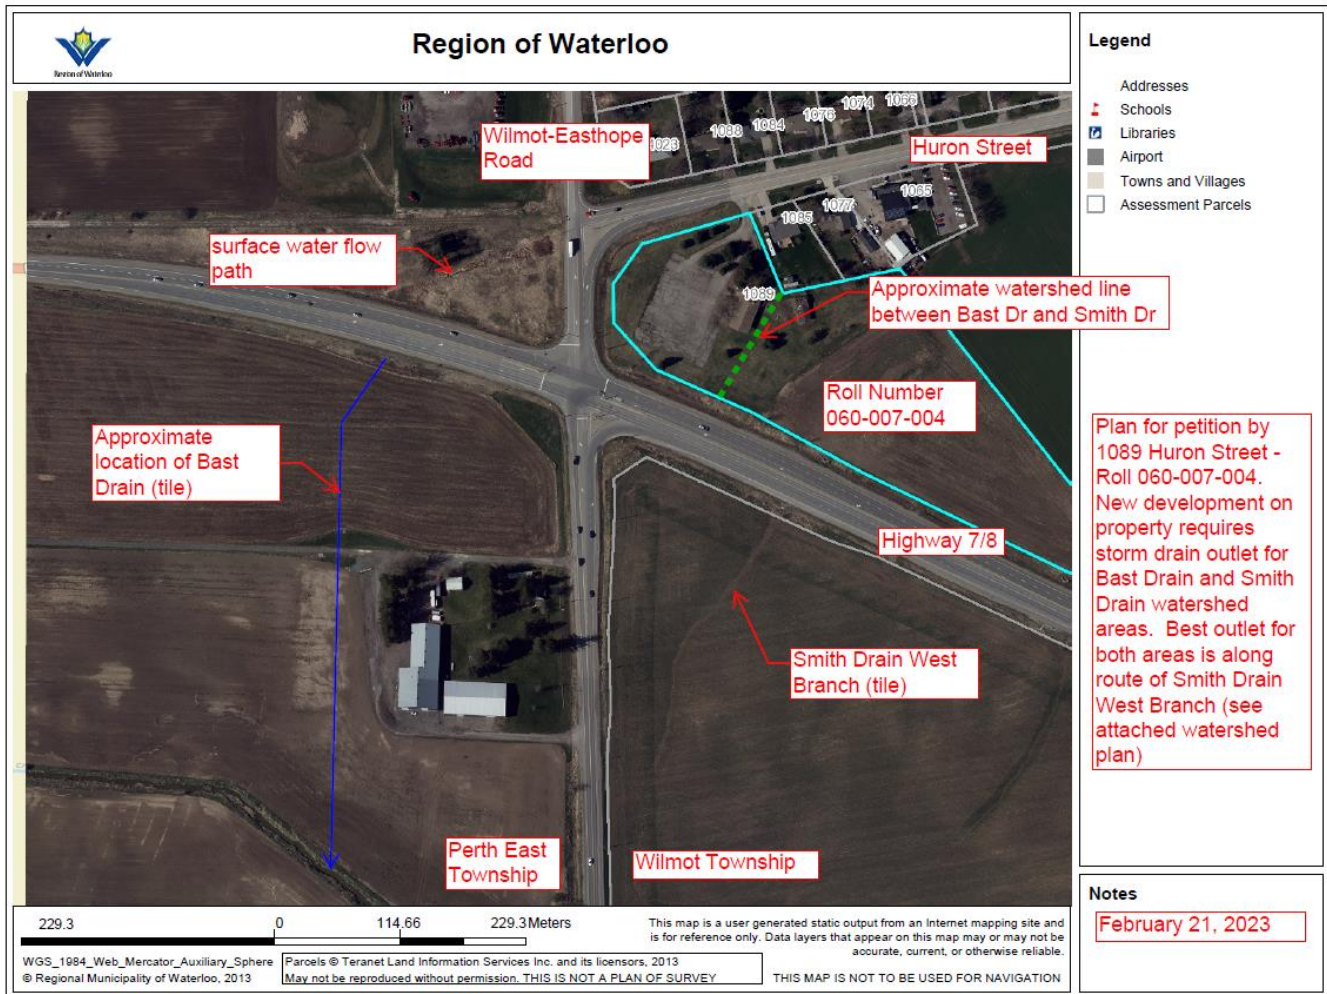 Region of Waterloo
Region of Waterloo
Legend
Addresses
Schools
Libraries
Airport
Towns and Villages
Assessment Parcels
Wilmot-Easthope
Road
1023
1088
1084
1076
1074
1066
Huron Street
1065
1077
1085
surface water flow
path
1089
Approximate watershed line
between Bast Dr and Smith Dr
Roll Number
060-007-004
Approximate
location of Bast
Drain (tile)
Highway 7/8
Smith Drain West
Branch (tile)
Perth East
Township
Wilmot Township
Plan for petition by
1089 Huron Street -
Roll 060-007-004.
New development on
property requires
storm drain outlet for
Bast Drain and Smith
Drain watershed
areas. Best outlet for
both areas is along
route of Smith Drain
West Branch (see
attached watershed
plan)
Notes
February 21, 2023
229.3 0 114.66 229.3 Meters
WGS_1984_Web_Mercator_Auxiliary_Sphere
© Regional Municipality of Waterloo, 2013
Parcels © Teranet Land Information Services Inc. and its licensors, 2013
May not be reproduced without permission. THIS IS NOT A PLAN OF SURVEY
This map is a user generated static output from an Internet mapping site and
is for reference only. Data layers that appear on this map may or may not be
accurate, current, or otherwise reliable.
THIS MAP IS NOT TO BE USED FOR NAVIGATION